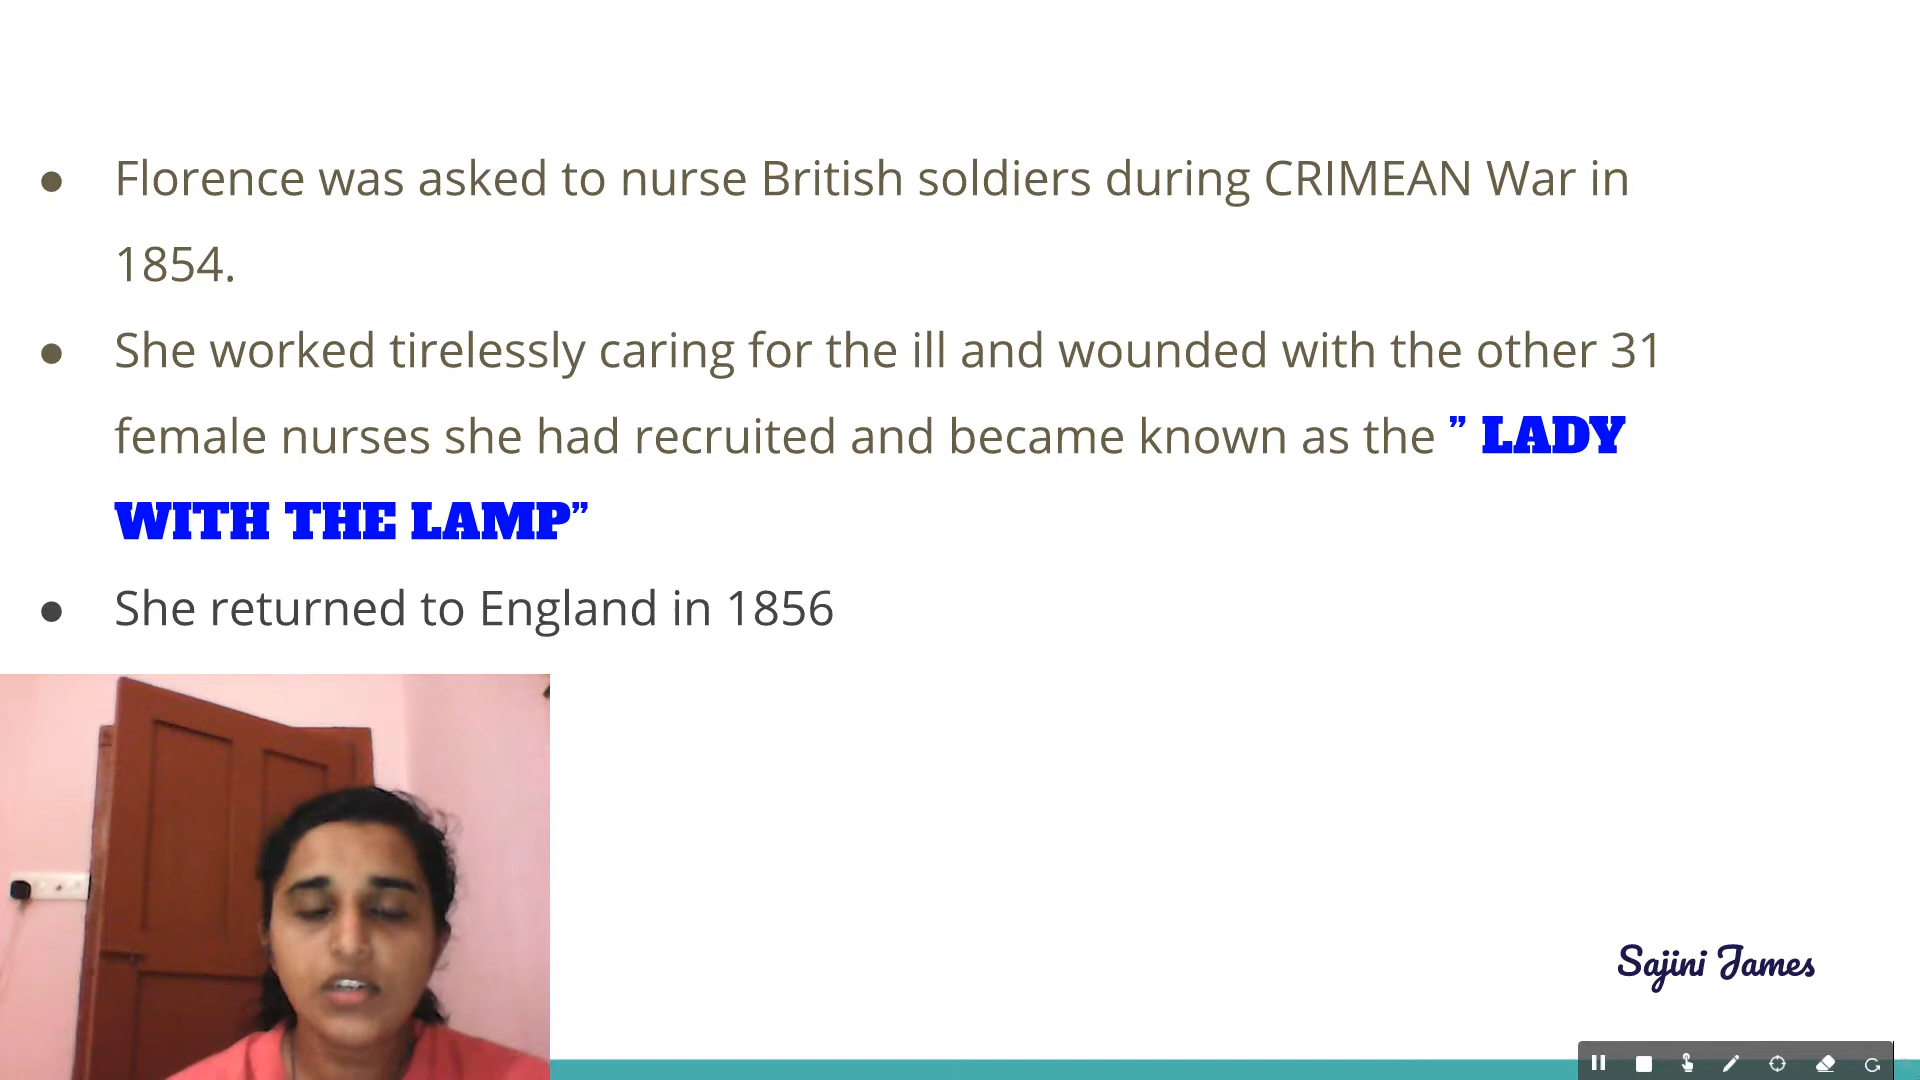 ● Florence was asked to nurse British soldiers during CRIMEAN War in
1854.
● She worked tirelessly caring for the ill and wounded with the other 31
female nurses she had recruited and became known as the ” LADY
WITH THE LAMP”
● She returned to England in 1856
Sajini James